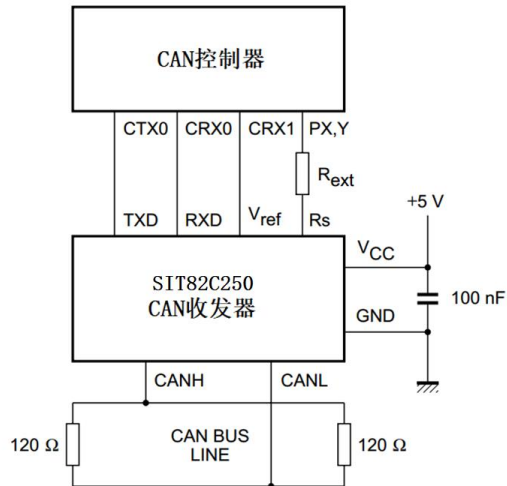 CAN控制器
CTX0 CRX0 CRX1 PX,Y
Rext
+5 V
TXD RXD Vref Rs
VCC
SIT82C250
CAN收发器
100 nF
GND
CANH CANL
120 Ω
CAN BUS
LINE
120 Ω